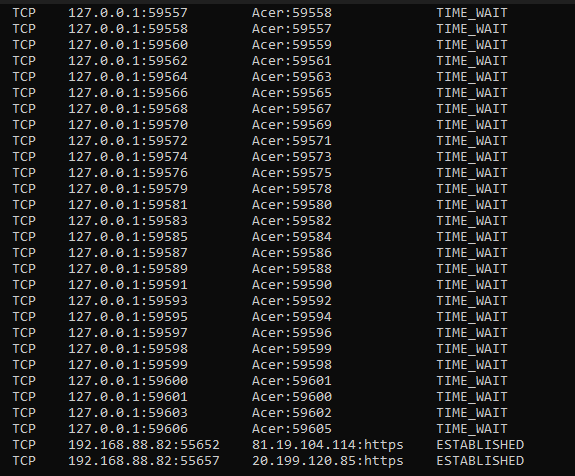 TCP 127.0.0.1:59557 Acer:59558 TIME_WAIT
TCP 127.0.0.1:59558 Acer:59557 TIME_WAIT
TCP 127.0.0.1:59560 Acer:59559 TIME_WAIT
TCP 127.0.0.1:59562 Acer:59561 TIME_WAIT
TCP 127.0.0.1:59564 Acer:59563 TIME_WAIT
TCP 127.0.0.1:59566 Acer:59565 TIME_WAIT
TCP 127.0.0.1:59568 Acer:59567 TIME_WAIT
TCP 127.0.0.1:59570 Acer:59569 TIME_WAIT
TCP 127.0.0.1:59572 Acer:59571 TIME_WAIT
TCP 127.0.0.1:59574 Acer:59573 TIME_WAIT
TCP 127.0.0.1:59576 Acer:59575 TIME_WAIT
TCP 127.0.0.1:59579 Acer:59578 TIME_WAIT
TCP 127.0.0.1:59581 Acer:59580 TIME_WAIT
TCP 127.0.0.1:59583 Acer:59582 TIME_WAIT
TCP 127.0.0.1:59585 Acer:59584 TIME_WAIT
TCP 127.0.0.1:59587 Acer:59586 TIME_WAIT
TCP 127.0.0.1:59589 Acer:59588 TIME_WAIT
TCP 127.0.0.1:59591 Acer:59590 TIME_WAIT
TCP 127.0.0.1:59593 Acer:59592 TIME_WAIT
TCP 127.0.0.1:59595 Acer:59594 TIME_WAIT
TCP 127.0.0.1:59597 Acer:59596 TIME_WAIT
TCP 127.0.0.1:59598 Acer:59599 TIME_WAIT
TCP 127.0.0.1:59599 Acer:59598 TIME_WAIT
TCP 127.0.0.1:59600 Acer:59601 TIME_WAIT
TCP 127.0.0.1:59601 Acer:59600 TIME_WAIT
TCP 127.0.0.1:59603 Acer:59602 TIME_WAIT
TCP 127.0.0.1:59606 Acer:59605 TIME_WAIT
TCP 192.168.88.82:55652 81.19.104.114:https ESTABLISHED
TCP 192.168.88.82:55657 20.199.120.85:https ESTABLISHED